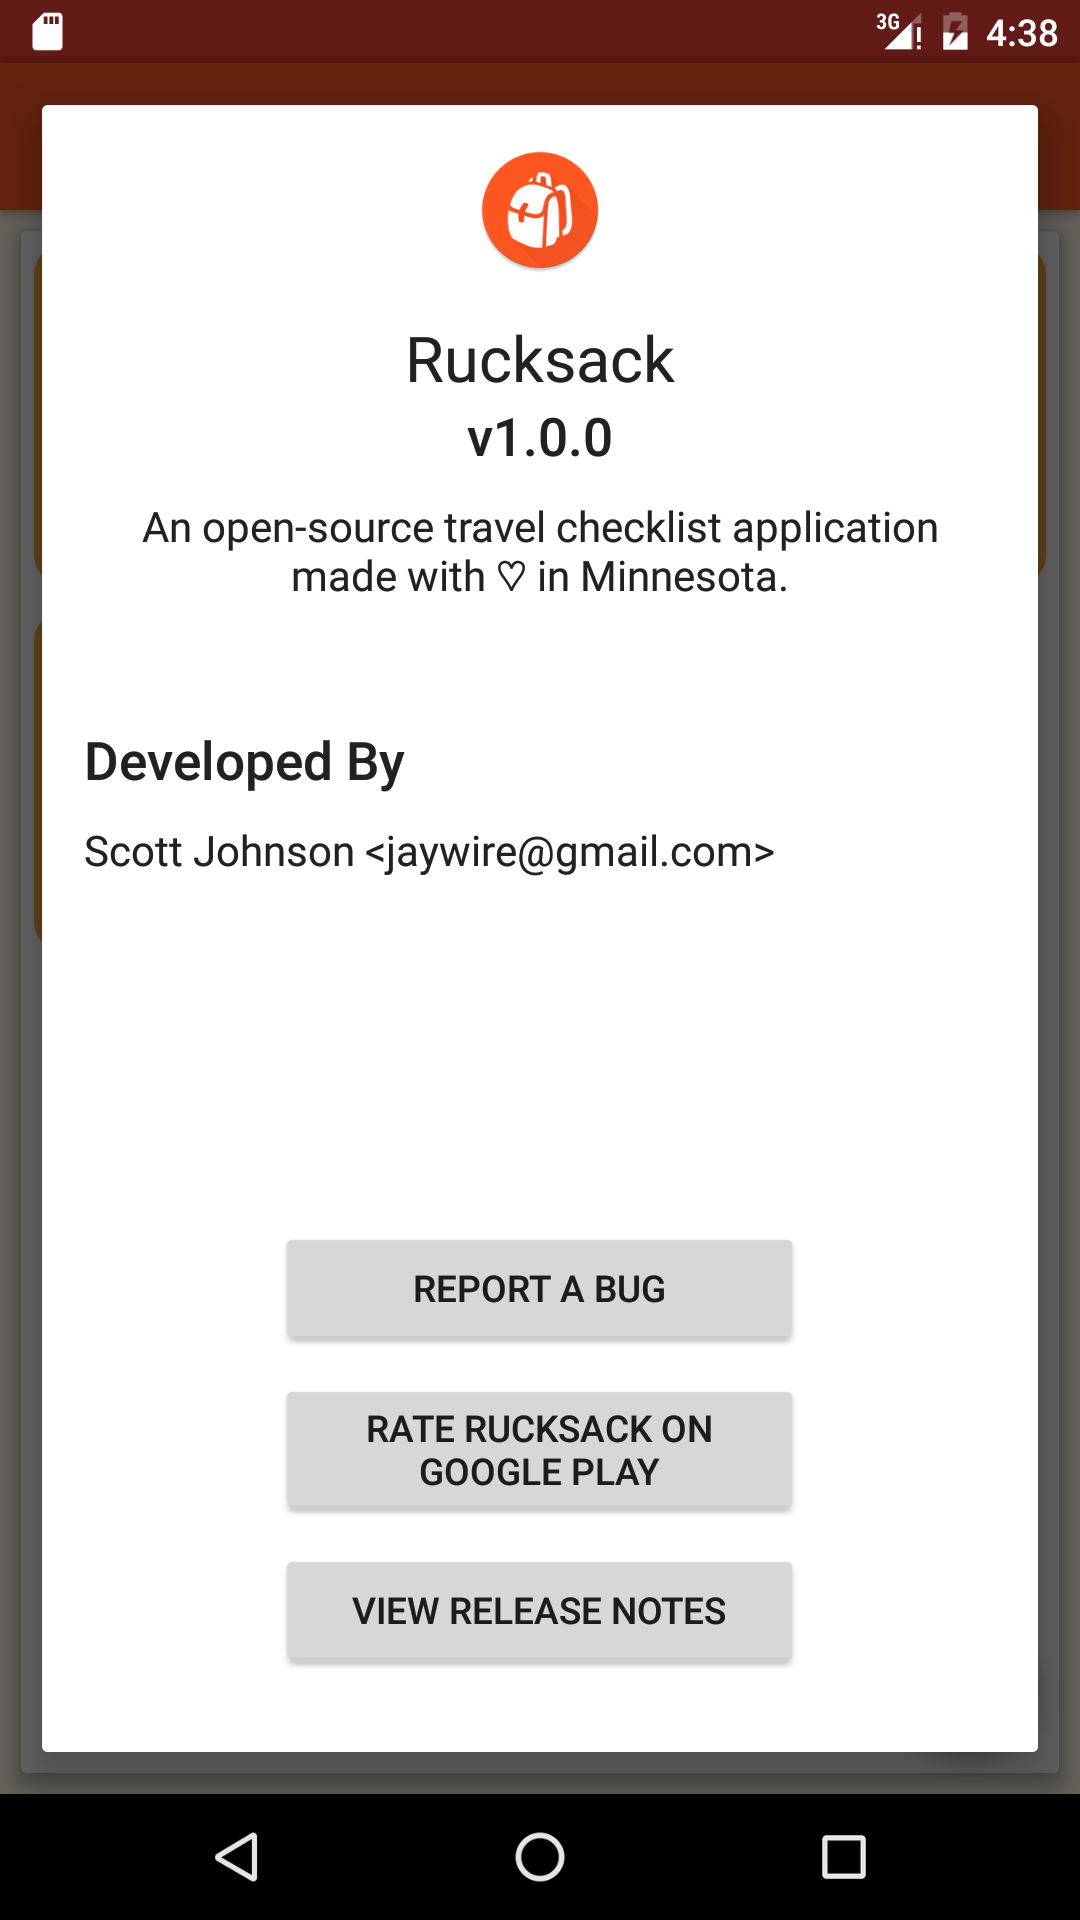 3G 4:38
Rucksack
v1.0.0
An open-source travel checklist application
made with ♡ in Minnesota.
Developed By
Scott Johnson <jaywire@gmail.com>
REPORT A BUG
RATE RUCKSACK ON
GOOGLE PLAY
VIEW RELEASE NOTES